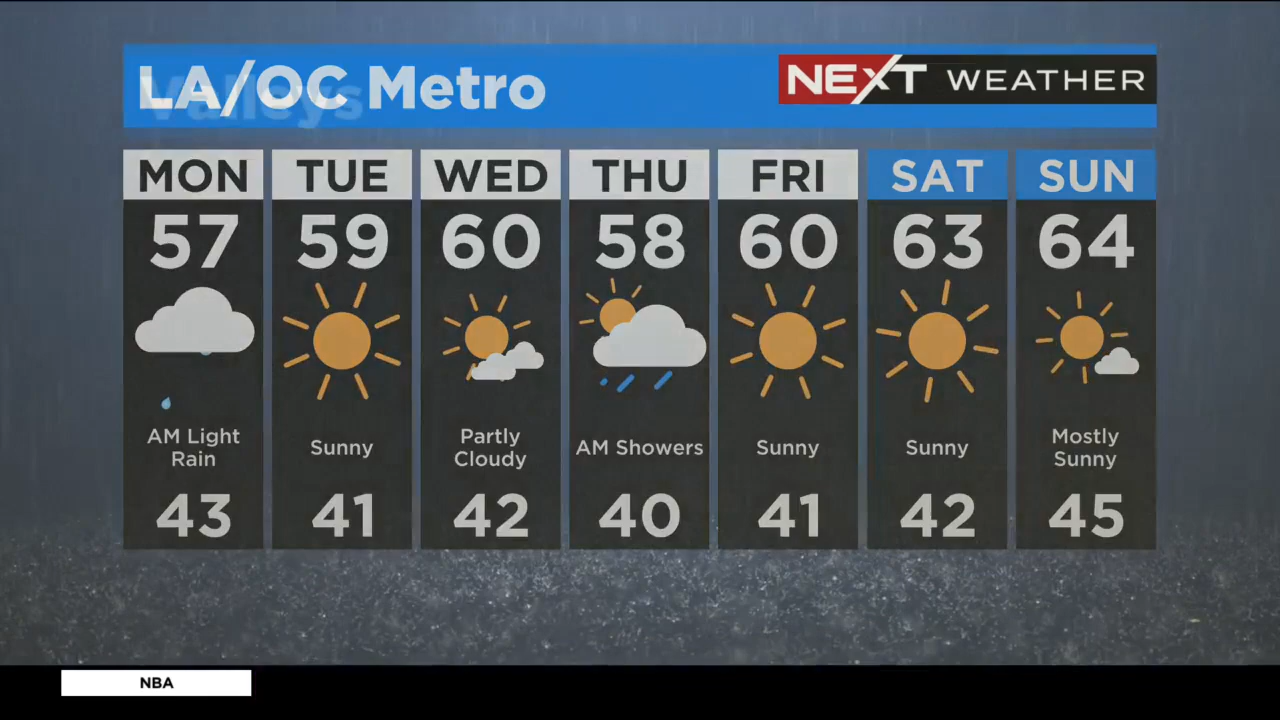 LA/OC Metro
Valleys
NEXT WEATHER
MON TUE WED THU FRI SAT SUN
57 59 60 58 60 63 64
AM Light Rain
Sunny
Partly Cloudy
AM Showers
Sunny
Sunny
Mostly Sunny
43 41 42 40 41 42 45
NBA